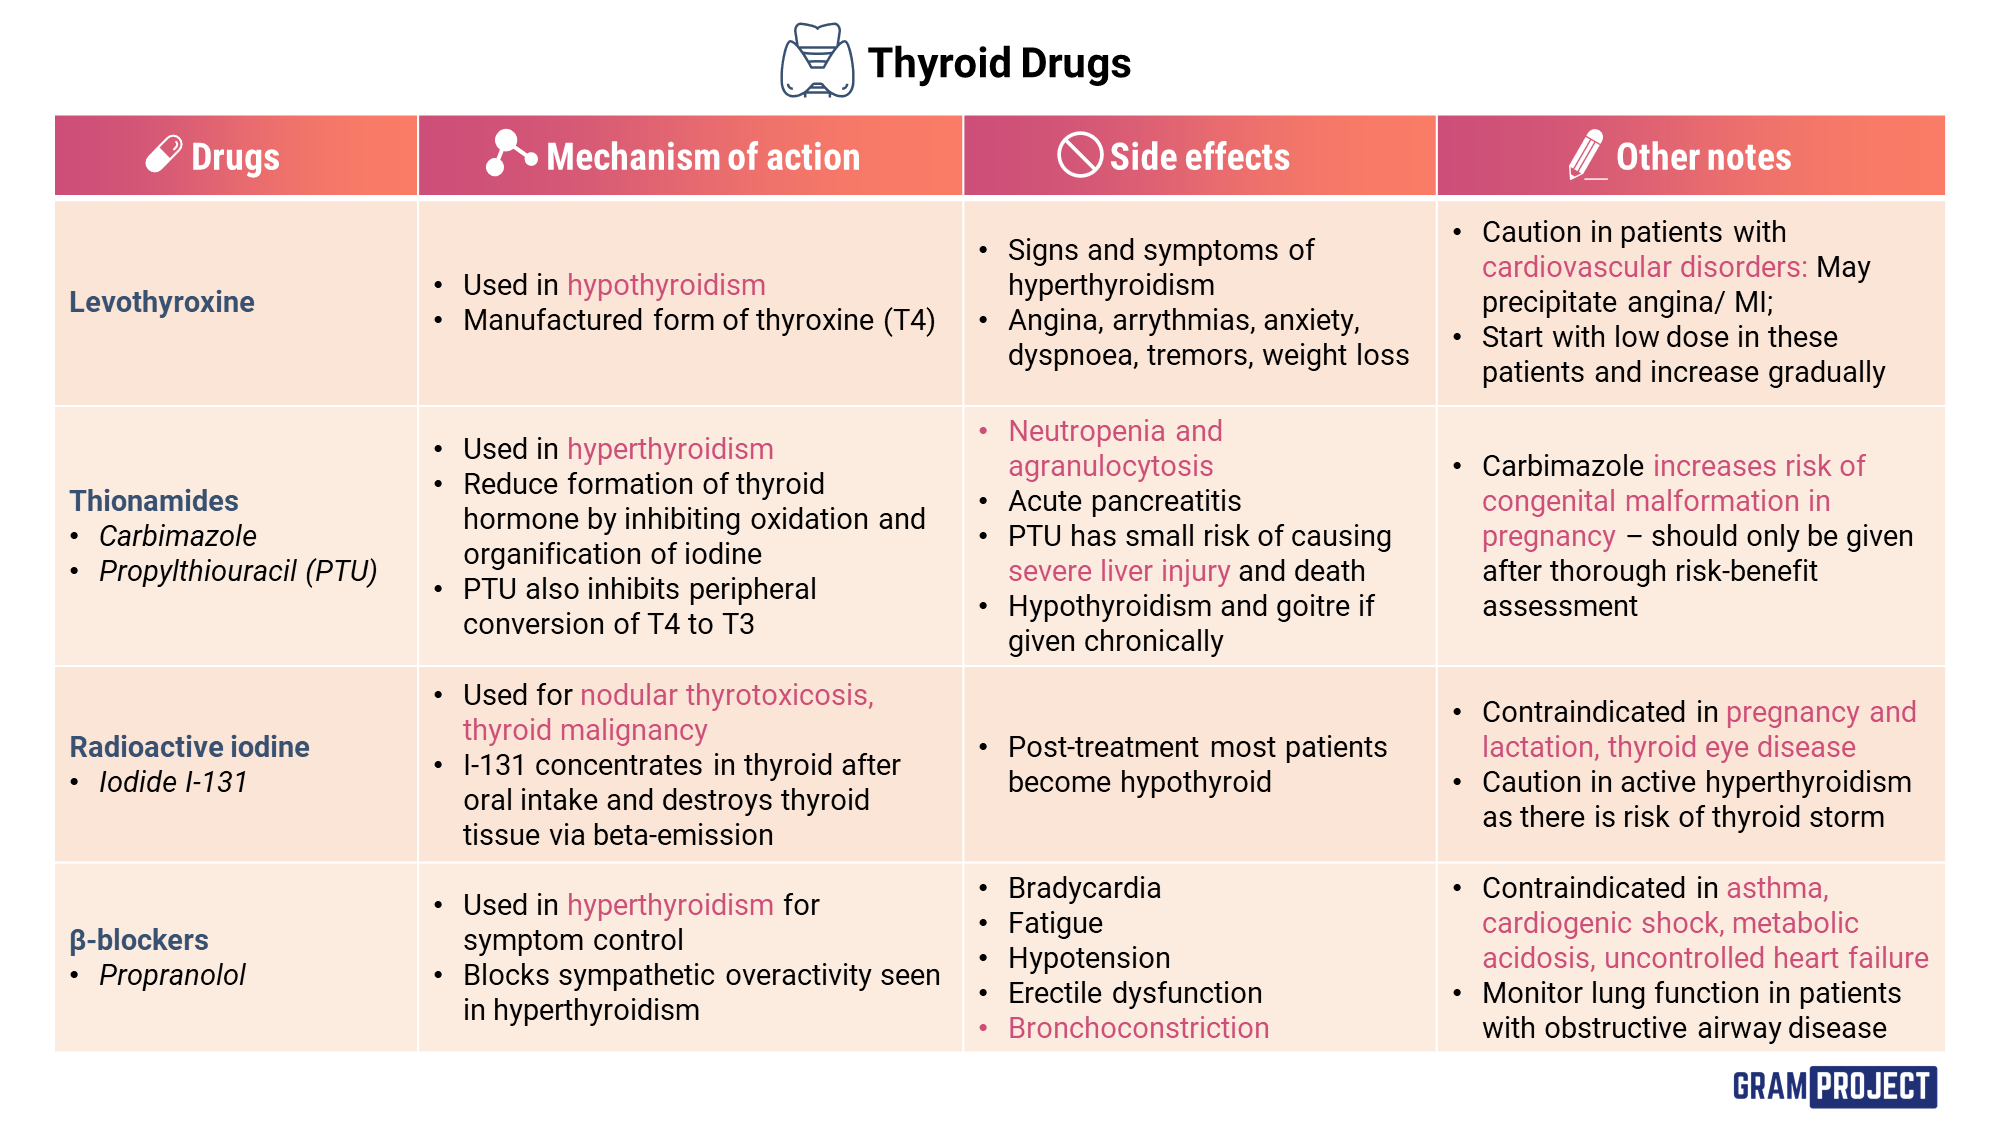 Thyroid Drugs
Drugs
Mechanism of action
Side effects
Other notes
Levothyroxine
• Used in hypothyroidism
• Manufactured form of thyroxine (T4)
• Signs and symptoms of
hyperthyroidism
• Angina, arrythmias, anxiety,
dyspnoea, tremors, weight loss
• Caution in patients with
cardiovascular disorders: May
precipitate angina/ MI;
• Start with low dose in these
patients and increase gradually
Thionamides
• Carbimazole
• Propylthiouracil (PTU)
• Used in hyperthyroidism
• Reduce formation of thyroid
hormone by inhibiting oxidation and
organification of iodine
• PTU also inhibits peripheral
conversion of T4 to T3
• Neutropenia and
agranulocytosis
• Acute pancreatitis
• PTU has small risk of causing
severe liver injury and death
• Hypothyroidism and goitre if
given chronically
• Carbimazole increases risk of
congenital malformation in
pregnancy – should only be given
after thorough risk-benefit
assessment
Radioactive iodine
• Iodide I-131
• Used for nodular thyrotoxicosis,
thyroid malignancy
• I-131 concentrates in thyroid after
oral intake and destroys thyroid
tissue via beta-emission
• Post-treatment most patients
become hypothyroid
• Contraindicated in pregnancy and
lactation, thyroid eye disease
• Caution in active hyperthyroidism
as there is risk of thyroid storm
β-blockers
• Propranolol
• Used in hyperthyroidism for
symptom control
• Blocks sympathetic overactivity seen
in hyperthyroidism
• Bradycardia
• Fatigue
• Hypotension
• Erectile dysfunction
• Bronchoconstriction
• Contraindicated in asthma,
cardiogenic shock, metabolic
acidosis, uncontrolled heart failure
• Monitor lung function in patients
with obstructive airway disease
GRAM PROJECT